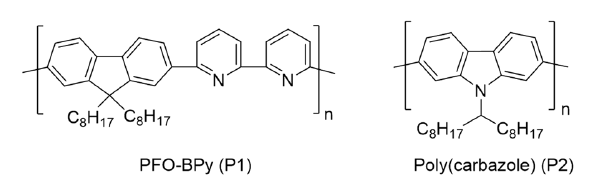 N N N
n n
C8H17 C8H17 C8H17 C8H17
PFO-BPy (P1) Poly(carbazole) (P2)